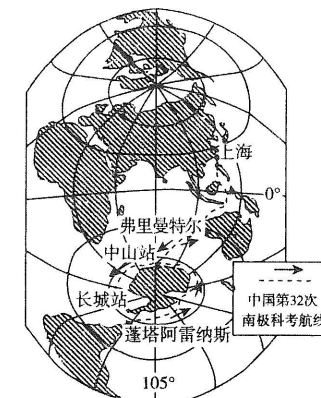 上海
0°
弗里曼特尔
中山站
长城站
蓬塔阿雷纳斯
105°
中国第32次
南极科考航线